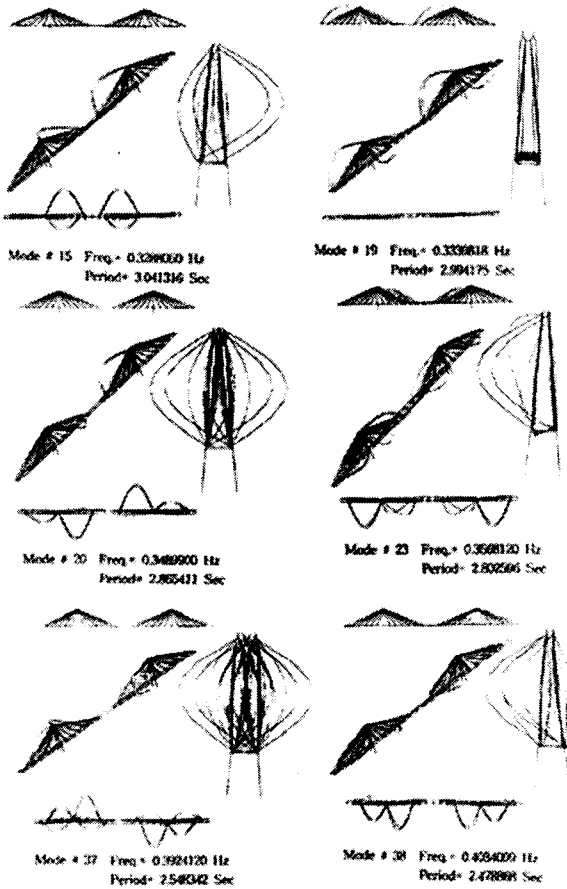 Mode # 15 Freq.= 0.3288050 Hz
Period= 3.041316 Sec
Mode # 19 Freq.= 0.3339818 Hz
Period= 2.994175 Sec
Mode # 20 Freq.= 0.3489900 Hz
Period= 2.865411 Sec
Mode # 23 Freq.= 0.3568120 Hz
Period= 2.802596 Sec
Mode # 37 Freq.= 0.3924120 Hz
Period= 2.548342 Sec
Mode # 38 Freq.= Hz
Period= 2.478868 Sec